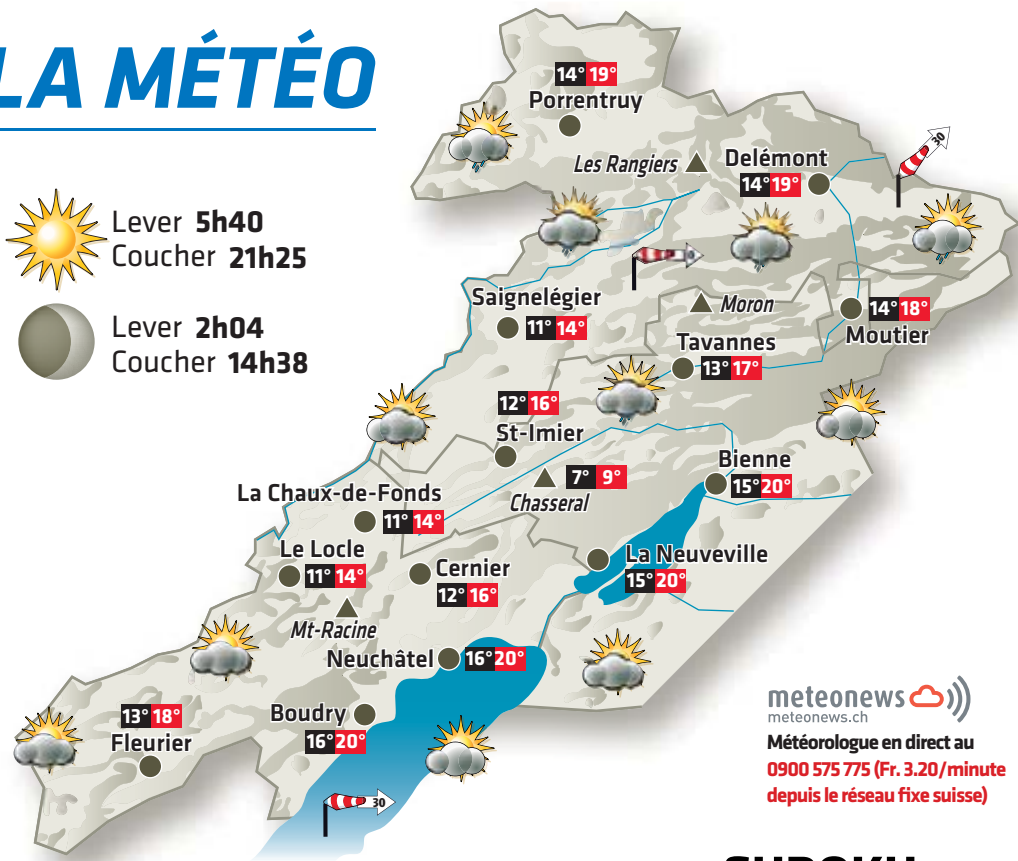 LA MÉTÉO
Lever 5h40
Coucher 21h25
Lever 2h04
Coucher 14h38
14° 19°
Porrentruy
Les Rangiers
Delémont
14° 19°
30
Saignelégier
11° 14°
Moron
14° 18°
Moutier
Tavannes
13° 17°
12° 16°
St-Imier
7° 9°
Chasseral
Bienne
15° 20°
La Chaux-de-Fonds
11° 14°
Le Locle
11° 14°
Cernier
12° 16°
La Neuveville
15° 20°
Mt-Racine
Neuchâtel 16° 20°
13° 18°
Fleurier
Boudry
16° 20°
30
meteonews
meteonews.ch
Météorologue en direct au
0900 575 775 (Fr. 3.20/minute
depuis le réseau fixe suisse)